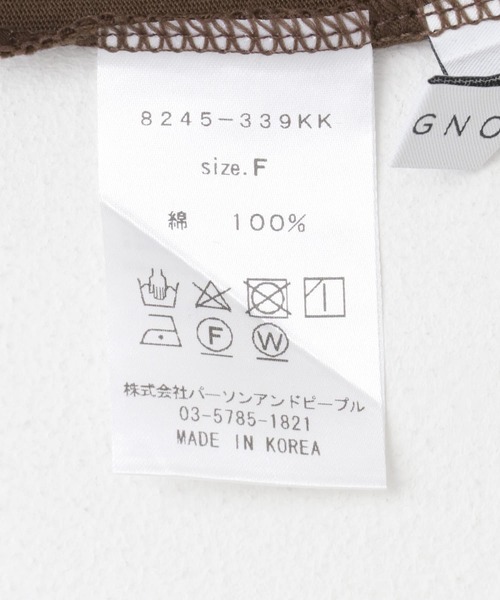 8245-339KK
size.F
綿 100%
F W
株式会社パーソンアンドピープル
03-5785-1821
MADE IN KOREA
GNO